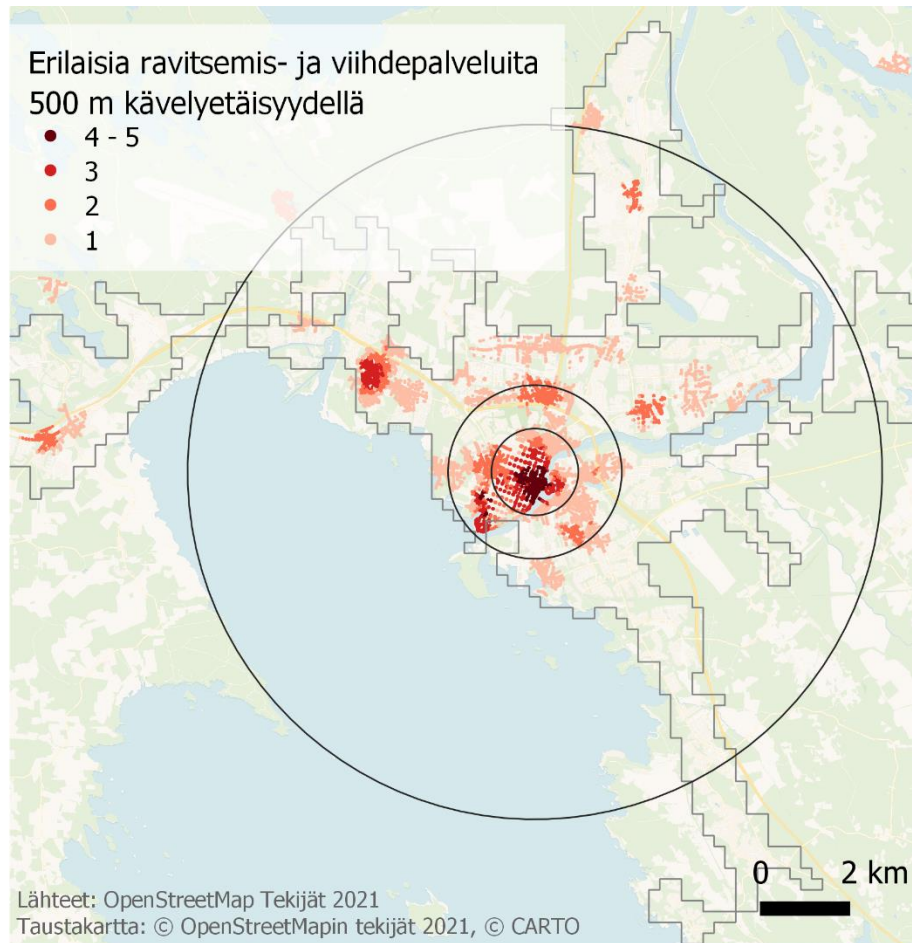 Erilaisia ravitsemis- ja viihdepalveluita
500 m kävelyetäisyydellä
4 - 5
3
2
1
0 2 km
Lähteet: OpenStreetMap Tekijät 2021
Taustakartta: © OpenStreetMapin tekijät 2021, © CARTO